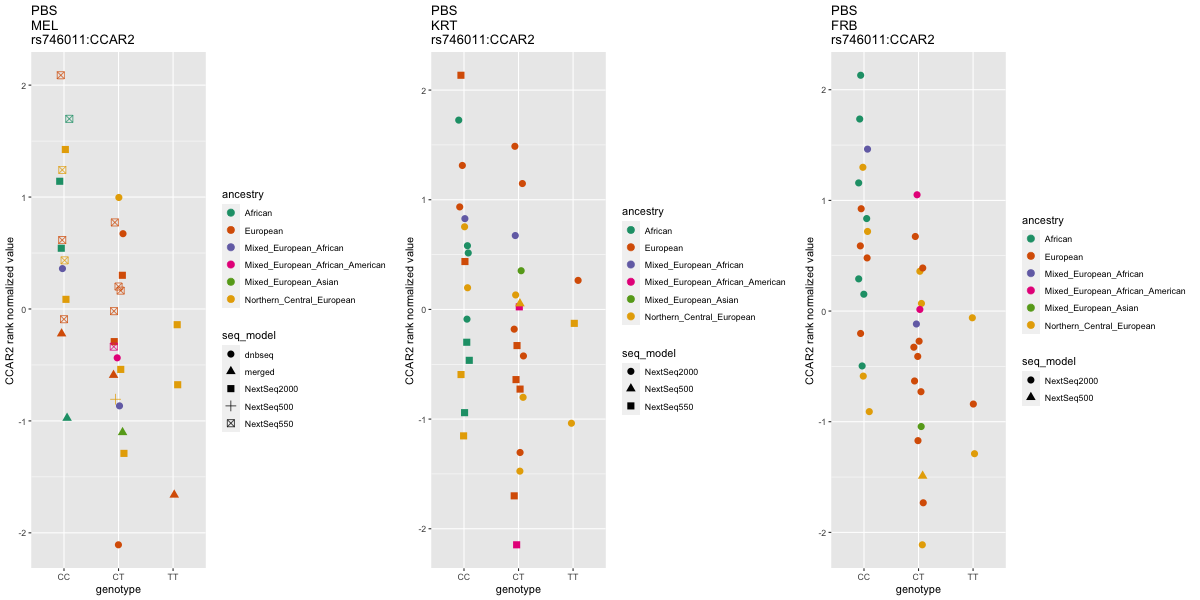 PBS
MEL
rs746011:CCAR2
CCAR2 rank normalized value
2
1
0
-1
-2
CC
CT
TT
genotype
ancestry
African
European
Mixed_European_African
Mixed_European_African_American
Mixed_European_Asian
Northern_Central_European
seq_model
dnbseq
merged
NextSeq2000
NextSeq500
NextSeq550
PBS
KRT
rs746011:CCAR2
CCAR2 rank normalized value
2
1
0
-1
-2
CC
CT
TT
genotype
ancestry
African
European
Mixed_European_African
Mixed_European_African_American
Mixed_European_Asian
Northern_Central_European
seq_model
NextSeq2000
NextSeq500
NextSeq550
PBS
FRB
rs746011:CCAR2
CCAR2 rank normalized value
2
1
0
-1
-2
CC
CT
TT
genotype
ancestry
African
European
Mixed_European_African
Mixed_European_African_American
Mixed_European_Asian
Northern_Central_European
seq_model
NextSeq2000
NextSeq500